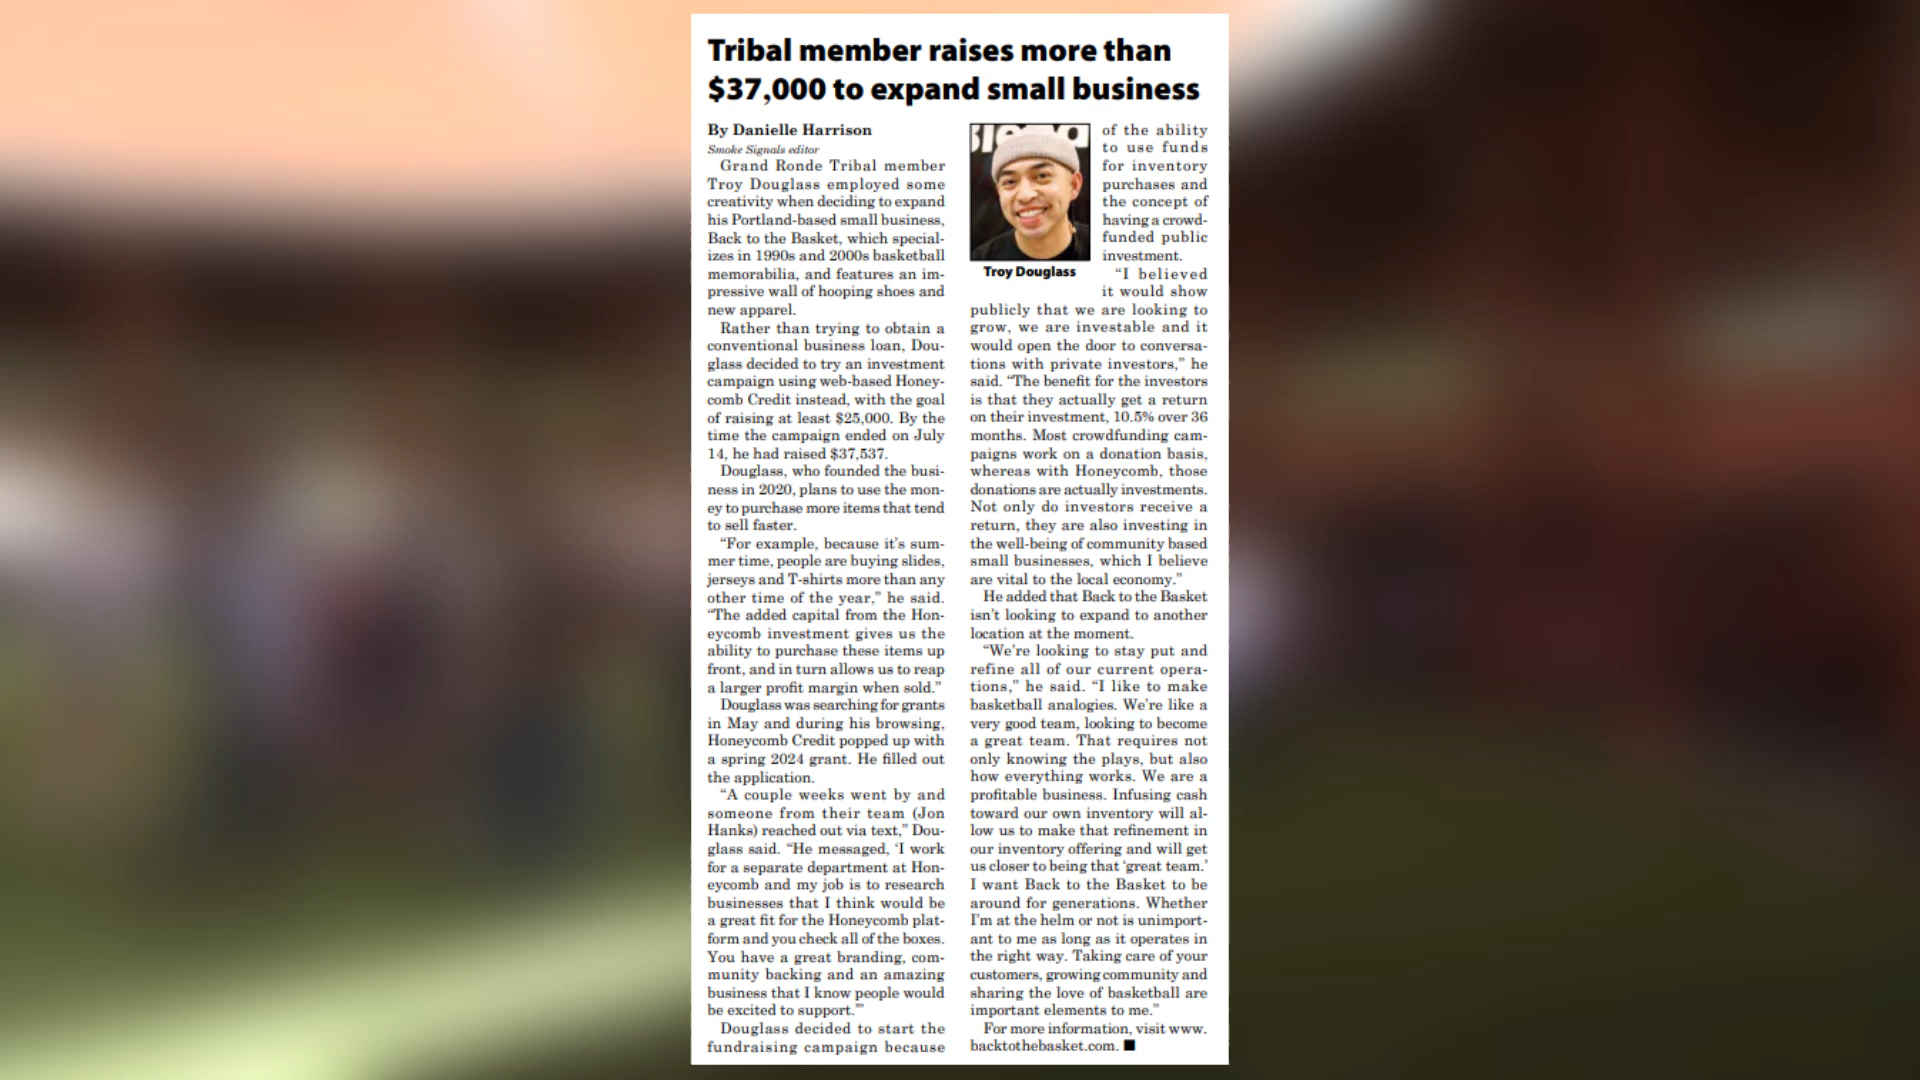 Tribal member raises more than
$37,000 to expand small business
By Danielle Harrison
Smoke Signals editor
Grand Ronde Tribal member
Troy Douglass employed some
creativity when deciding to expand
his Portland-based small business,
Back to the Basket, which special-
izes in 1990s and 2000s basketball
memorabilia, and features an im-
pressive wall of hooping shoes and
new apparel.
Rather than trying to obtain a
conventional business loan, Dou-
glass decided to try an investment
campaign using web-based Honey-
comb Credit instead, with the goal
of raising at least $25,000. By the
time the campaign ended on July
14, he had raised $37,537.
Douglass, who founded the busi-
ness in 2020, plans to use the mon-
ey to purchase more items that tend
to sell faster.
“For example, because it’s sum-
mer time, people are buying slides,
jerseys and T-shirts more than any
other time of the year,” he said.
“The added capital from the Hon-
eycomb investment gives us the
ability to purchase these items up
front, and in turn allows us to reap
a larger profit margin when sold.”
Douglass was searching for grants
in May and during his browsing,
Honeycomb Credit popped up with
a spring 2024 grant. He filled out
the application.
“A couple weeks went by and
someone from their team (Jon
Hanks) reached out via text,” Dou-
glass said. “He messaged, ‘I work
for a separate department at Hon-
eycomb and my job is to research
businesses that I think would be
a great fit for the Honeycomb plat-
form and you check all of the boxes.
You have a great branding, com-
munity backing and an amazing
business that I know people would
be excited to support.’”
Douglass decided to start the
fundraising campaign because
Troy Douglass
of the ability
to use funds
for inventory
purchases and
the concept of
having a crowd-
funded public
investment.
“I believed
it would show
publicly that we are looking to
grow, we are investable and it
would open the door to conversa-
tions with private investors,” he
said. “The benefit for the investors
is that they actually get a return
on their investment, 10.5% over 36
months. Most crowdfunding cam-
paigns work on a donation basis,
whereas with Honeycomb, those
donations are actually investments.
Not only do investors receive a
return, they are also investing in
the well-being of community based
small businesses, which I believe
are vital to the local economy.”
He added that Back to the Basket
isn’t looking to expand to another
location at the moment.
“We’re looking to stay put and
refine all of our current opera-
tions,” he said. “I like to make
basketball analogies. We’re like a
very good team, looking to become
a great team. That requires not
only knowing the plays, but also
how everything works. We are a
profitable business. Infusing cash
toward our own inventory will al-
low us to make that refinement in
our inventory offering and will get
us closer to being that ‘great team.’
I want Back to the Basket to be
around for generations. Whether
I’m at the helm or not is unimport-
ant to me as long as it operates in
the right way. Taking care of your
customers, growing community and
sharing the love of basketball are
important elements to me.”
For more information, visit www.
backtothebasket.com. ■